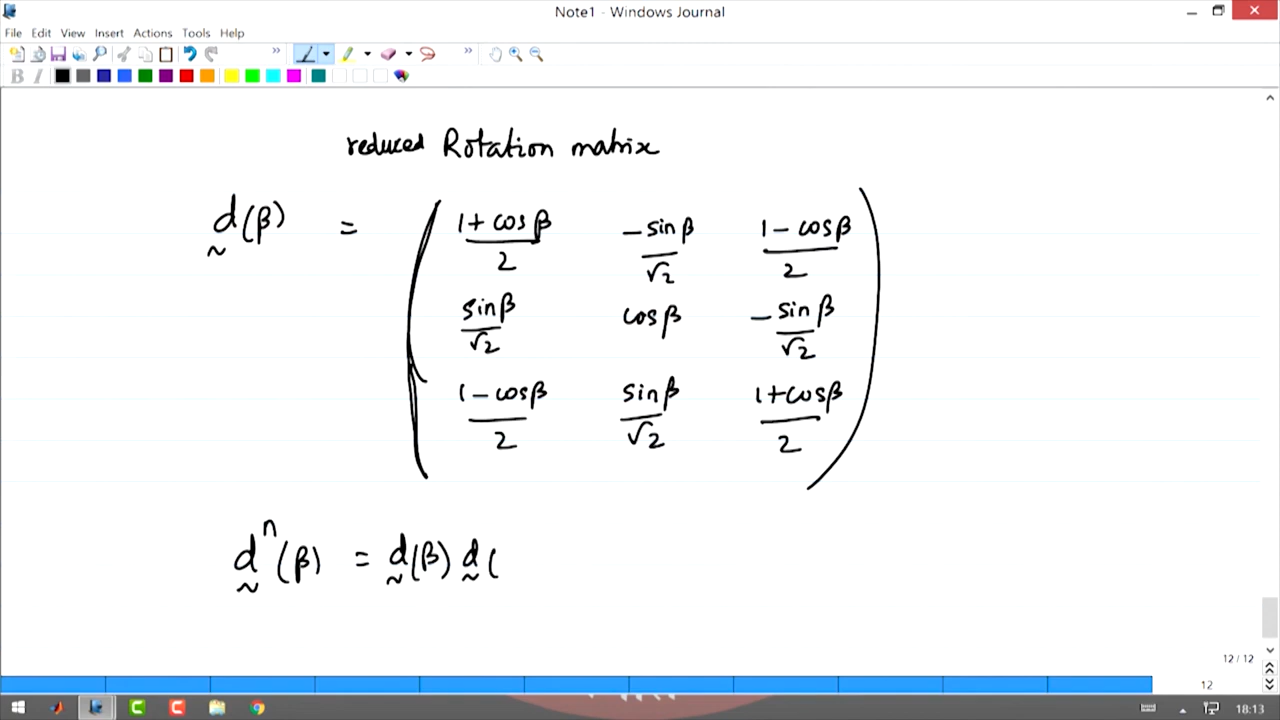 Note1 - Windows Journal
File Edit View Insert Actions Tools Help
B I
reduced Rotation matrix
d(β) = ( (1 + cosβ)/2   -sinβ/√2   (1 - cosβ)/2
sinβ/√2   cosβ   -sinβ/√2
(1 - cosβ)/2   sinβ/√2   (1 + cosβ)/2 )
dⁿ(β) = d(β) d(
12 / 12
12
18:13